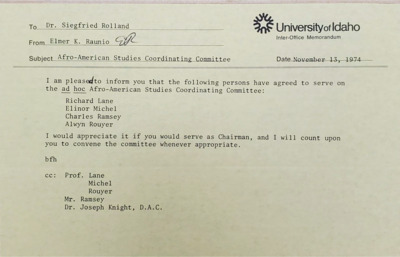 To Dr. Siegfried Rolland
University of Idaho
Inter-Office Memorandum
From Elmer K. Raunio
Subject Afro-American Studies Coordinating Committee
Date November 13, 1974
I am pleased to inform you that the following persons have agreed to serve on
the ad hoc Afro-American Studies Coordinating Committee:
Richard Lane
Elinor Michel
Charles Ramsey
Alwyn Rouyer
I would appreciate it if you would serve as Chairman, and I will count upon
you to convene the committee whenever appropriate.
bfh
cc: Prof. Lane
Michel
Rouyer
Mr. Ramsey
Dr. Joseph Knight, D.A.C.